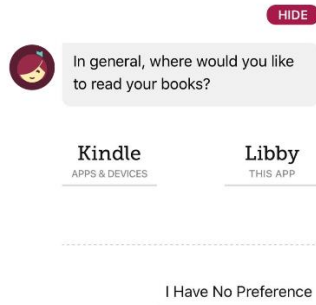 HIDE
In general, where would you like
to read your books?
Kindle
APPS & DEVICES
Libby
THIS APP
I Have No Preference